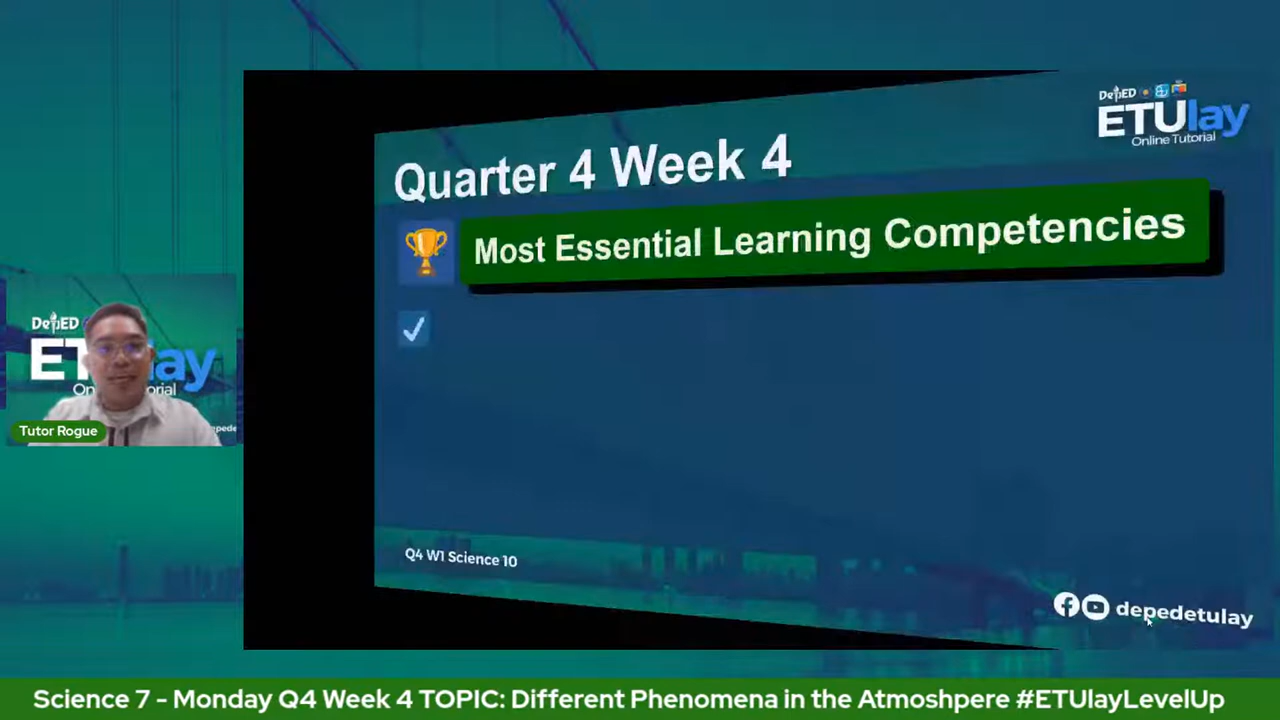 DepED
ETUlay
Online Tutorial
Quarter 4 Week 4
Most Essential Learning Competencies
DepED
Tutor Rogue
Q4 W1 Science 10
depedetulay
Science 7 - Monday Q4 Week 4 TOPIC: Different Phenomena in the Atmoshpere #ETUlayLevelUp